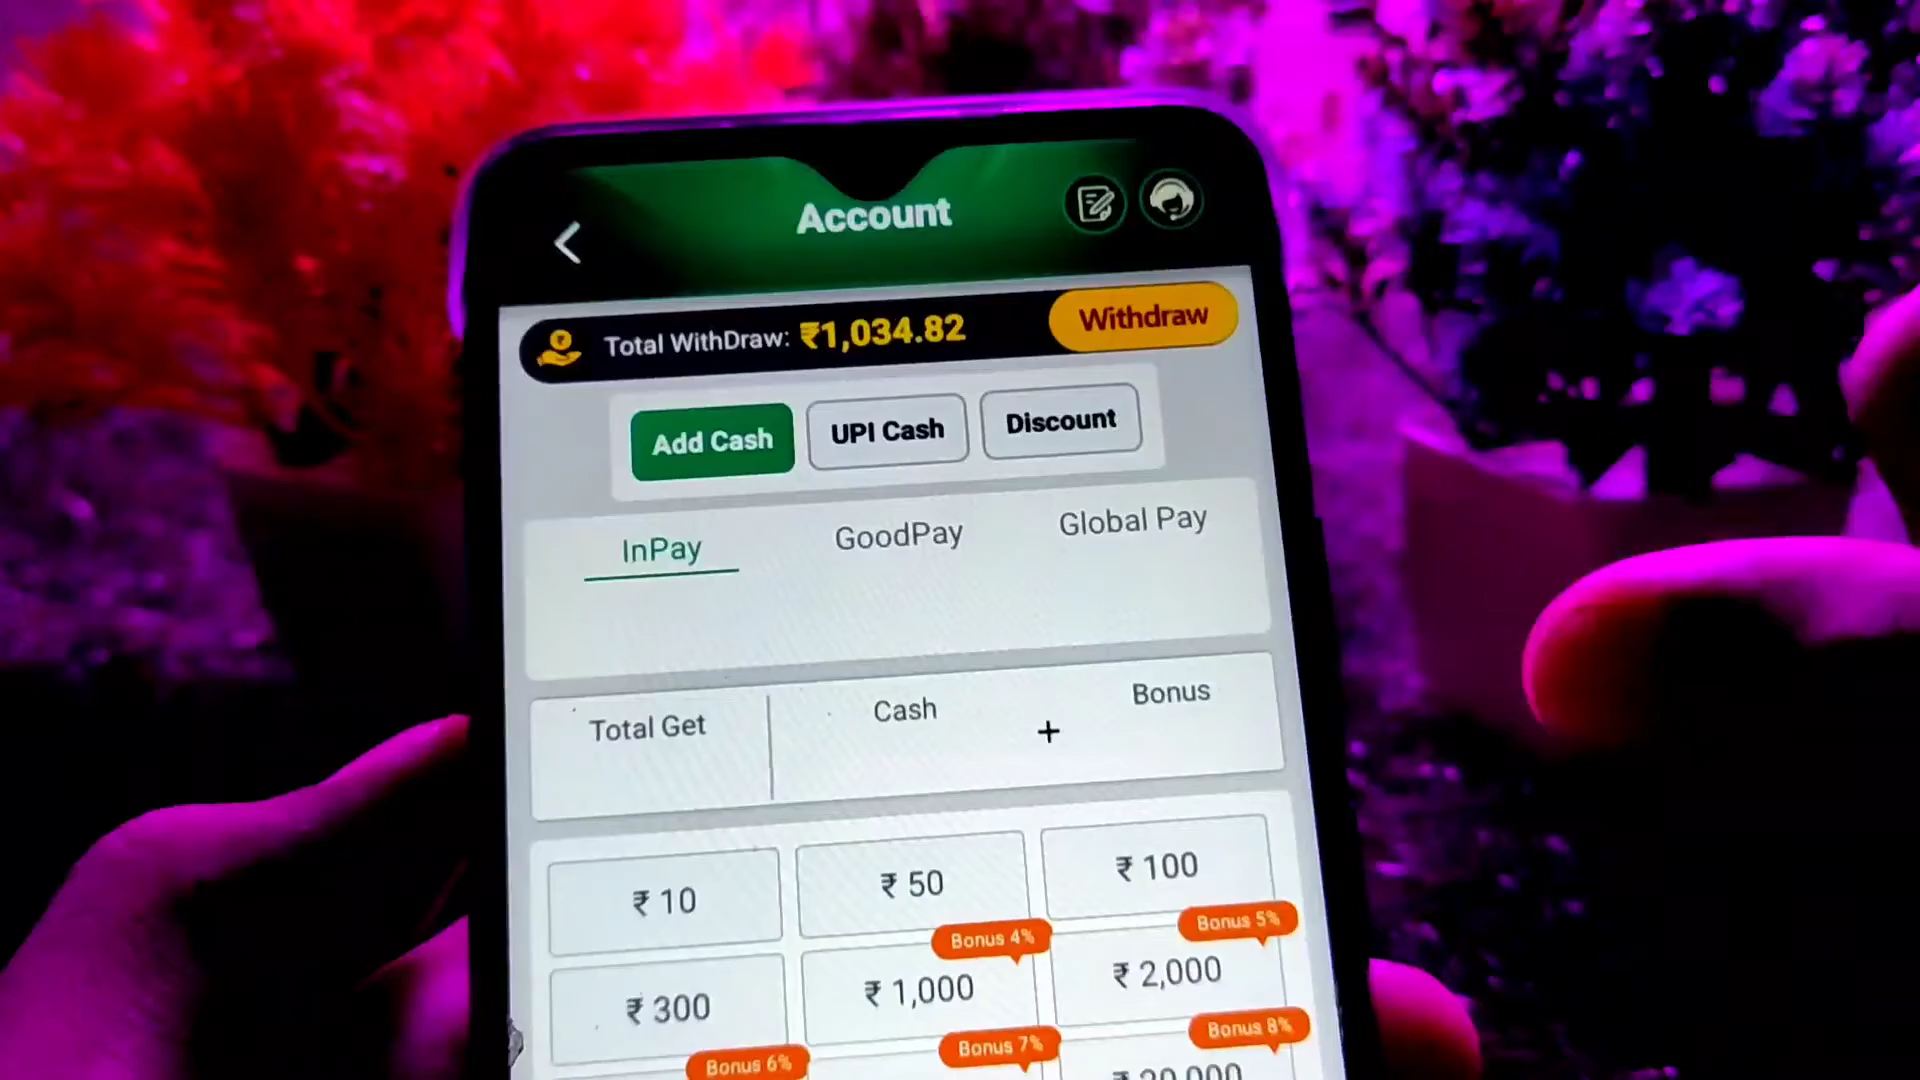 Account
Total WithDraw: ₹1,034.82
Withdraw
Add Cash
UPI Cash
Discount
InPay
GoodPay
Global Pay
Total Get
Cash
+
Bonus
₹ 10
₹ 50
₹ 100
Bonus 4%
Bonus 5%
₹ 300
₹ 1,000
₹ 2,000
Bonus 6%
Bonus 7%
Bonus 8%